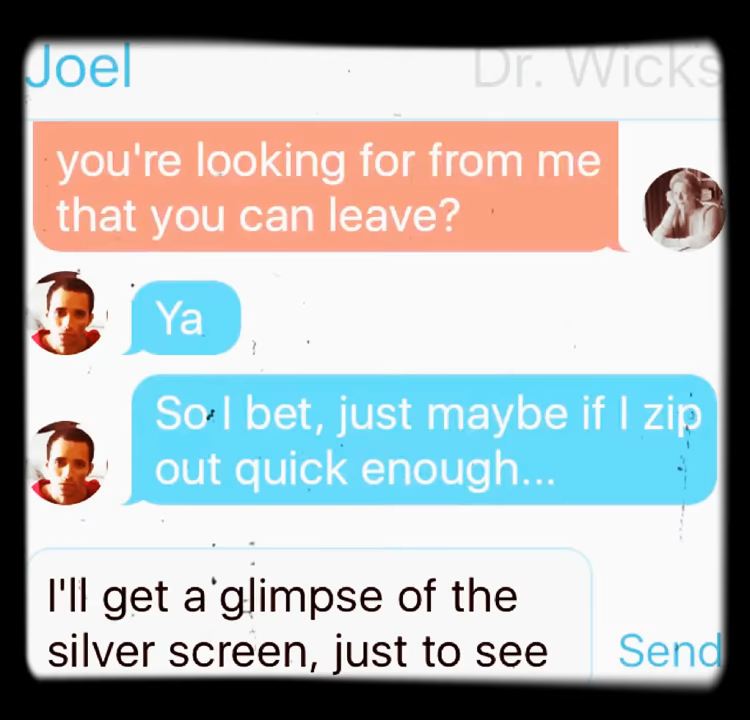 Joel Dr. Wicks
you're looking for from me
that you can leave?
Ya
So I bet, just maybe if I zip
out quick enough...
I'll get a glimpse of the
silver screen, just to see
Send